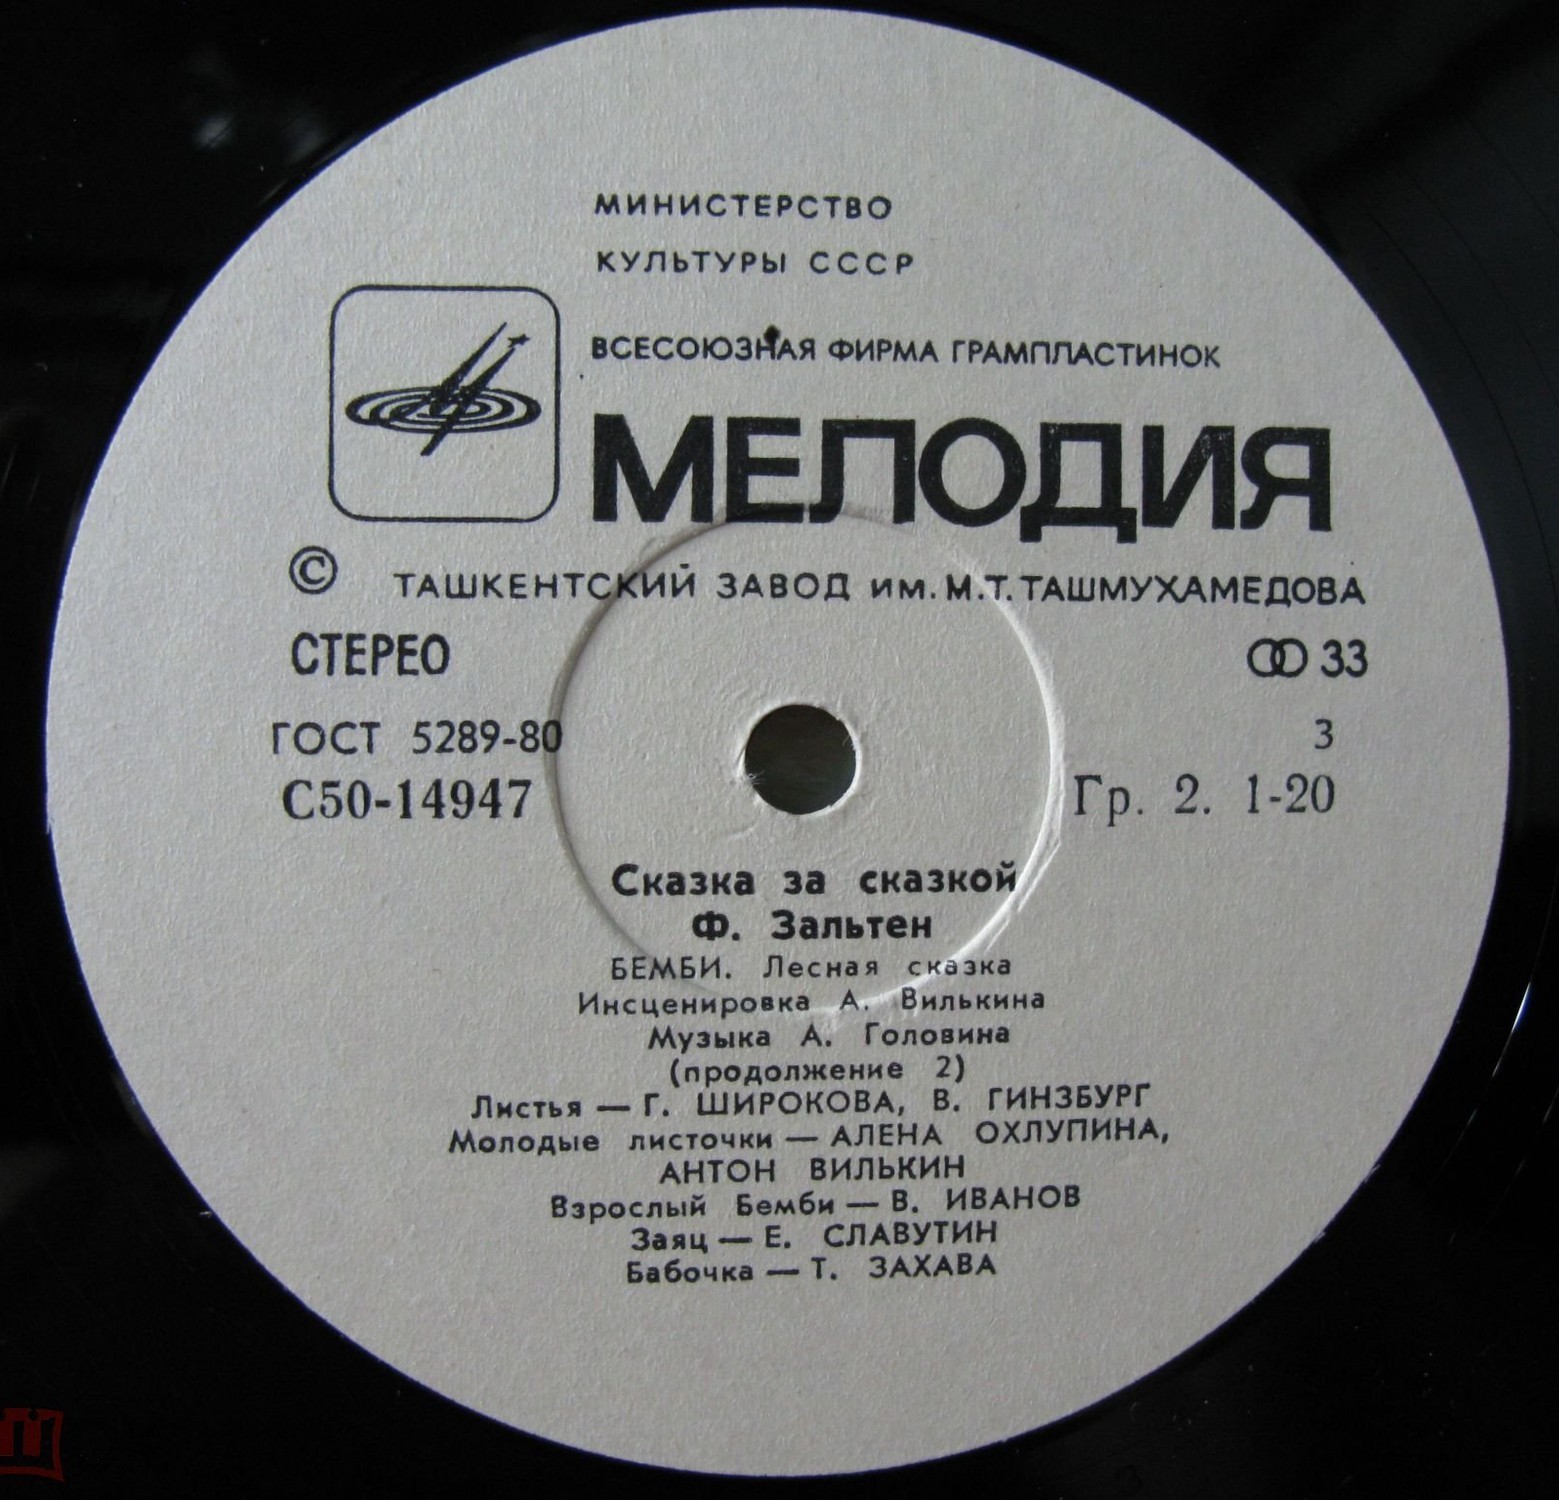 МИНИСТЕРСТВО
КУЛЬТУРЫ СССР
ВСЕСОЮЗНАЯ ФИРМА ГРАМПЛАСТИНОК
МЕЛОДИЯ
© ТАШКЕНТСКИЙ ЗАВОД им. М.Т. ТАШМУХАМЕДОВА
СТЕРЕО 33
ГОСТ 5289-80 3
С50-14947 Гр. 2. 1-20
Сказка за сказкой
Ф. Зальтен
БЕМБИ. Лесная сказка
Инсценировка А. Вилькина
Музыка А. Головина
(продолжение 2)
Листья — Г. ШИРОКОВА, В. ГИНЗБУРГ
Молодые листочки — АЛЕНА ОХЛУПИНА,
АНТОН ВИЛЬКИН
Взрослый Бемби — В. ИВАНОВ
Заяц — Е. СЛАВУТИН
Бабочка — Т. ЗАХАВА